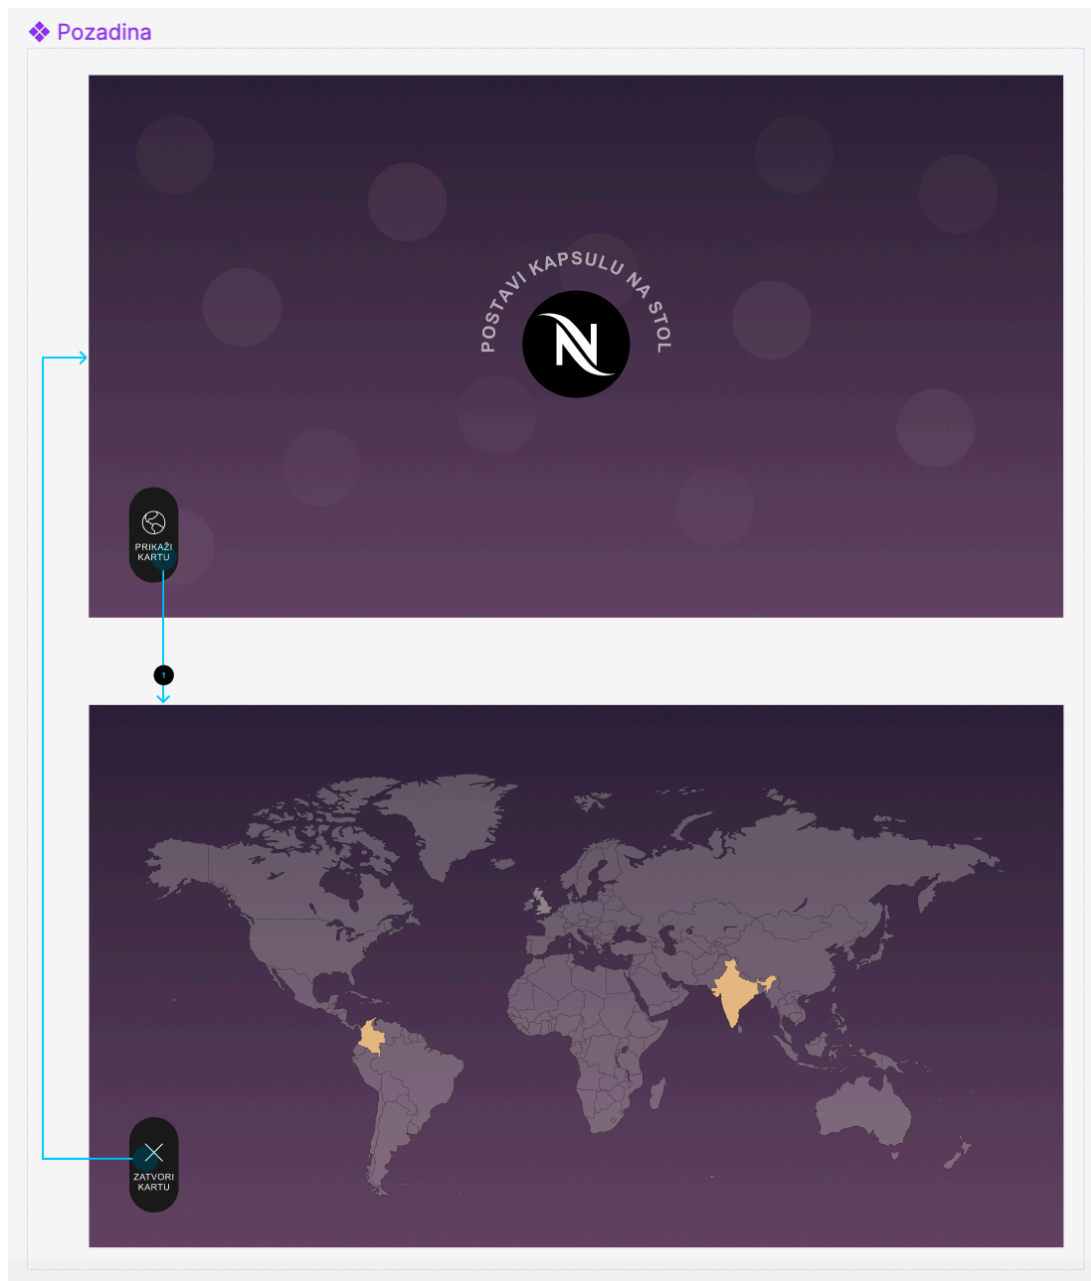 Pozadina
POSTAVI KAPSULU NA STOL
N
PRIKAŽI
KARTU
1
ZATVORI
KARTU